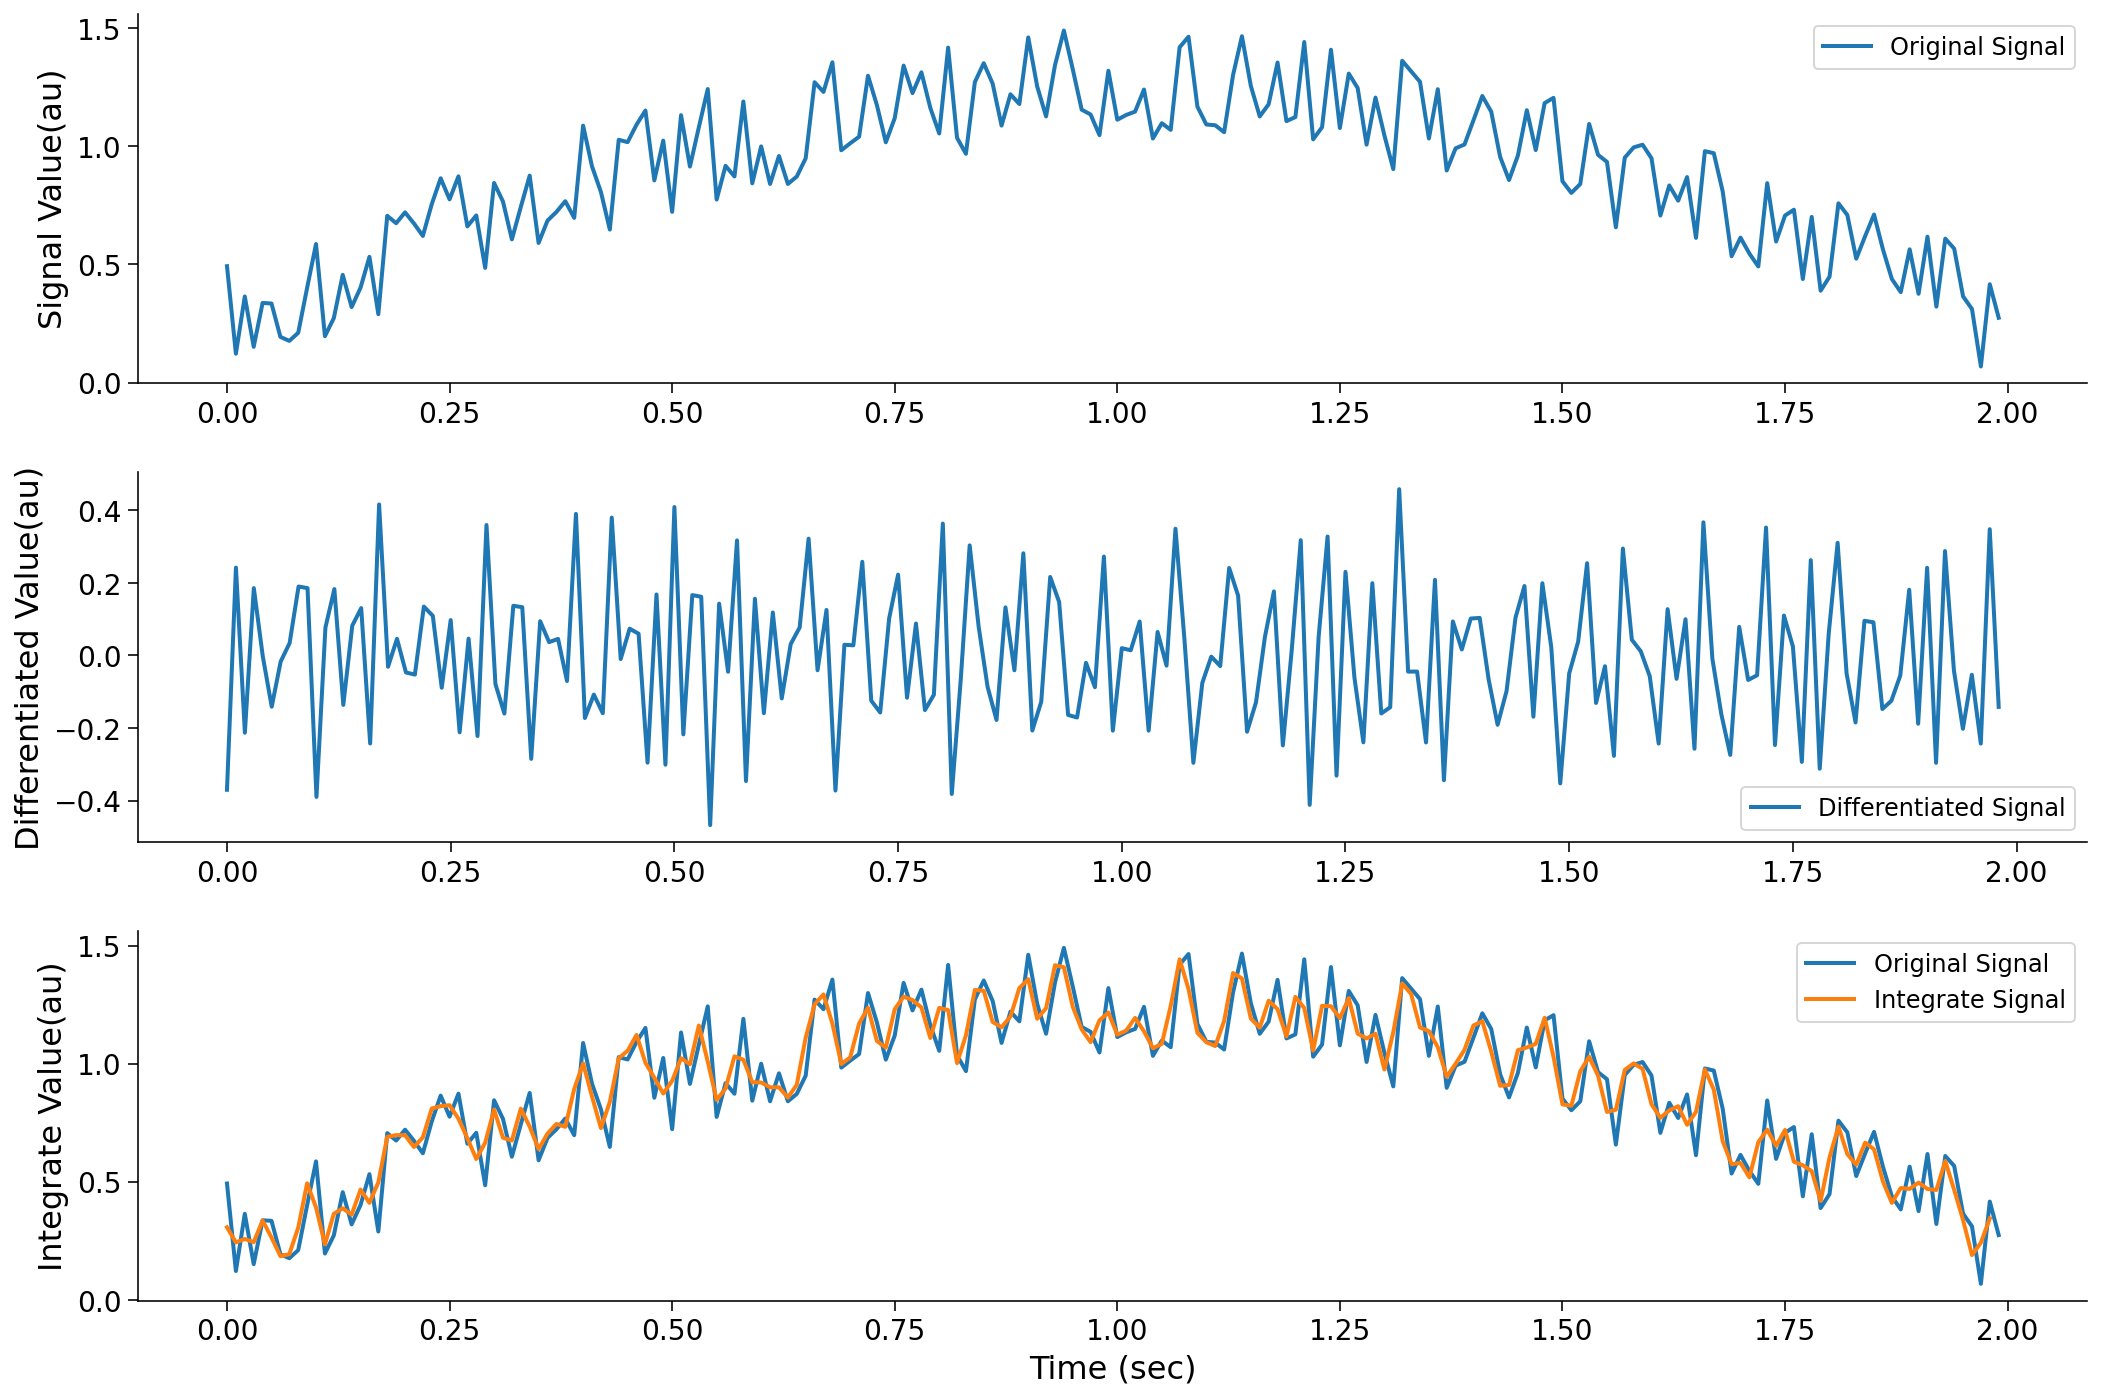 Signal Value(au)
1.5
1.0
0.5
0.0
Original Signal
0.00 0.25 0.50 0.75 1.00 1.25 1.50 1.75 2.00
Differentiated Value(au)
0.4
0.2
0.0
−0.2
−0.4
Differentiated Signal
0.00 0.25 0.50 0.75 1.00 1.25 1.50 1.75 2.00
Integrate Value(au)
1.5
1.0
0.5
0.0
Original Signal
Integrate Signal
0.00 0.25 0.50 0.75 1.00 1.25 1.50 1.75 2.00
Time (sec)